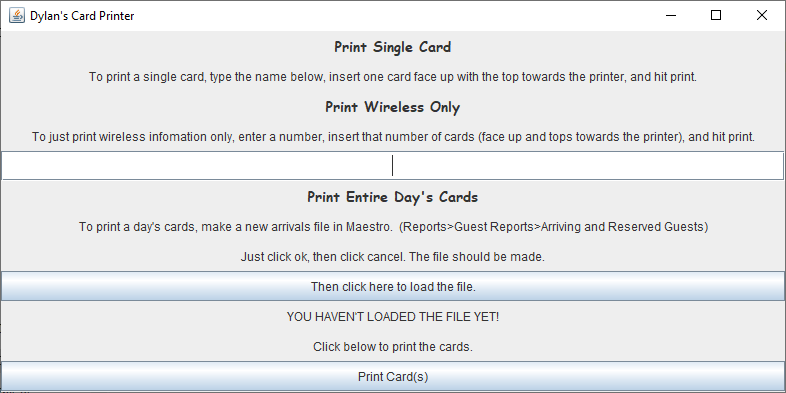 Dylan's Card Printer
Print Single Card
To print a single card, type the name below, insert one card face up with the top towards the printer, and hit print.
Print Wireless Only
To just print wireless infomation only, enter a number, insert that number of cards (face up and tops towards the printer), and hit print.
Print Entire Day's Cards
To print a day's cards, make a new arrivals file in Maestro.  (Reports>Guest Reports>Arriving and Reserved Guests)
Just click ok, then click cancel. The file should be made.
Then click here to load the file.
YOU HAVEN'T LOADED THE FILE YET!
Click below to print the cards.
Print Card(s)